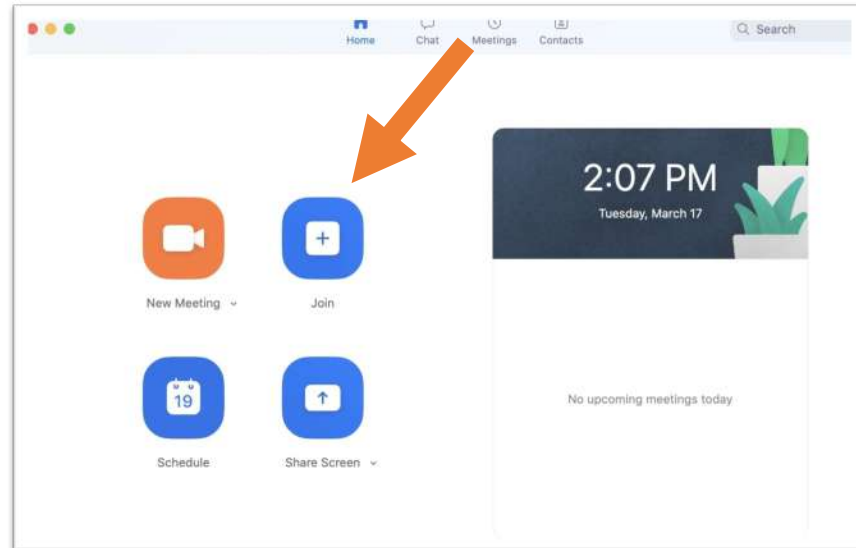 Home
Chat
Meetings
Contacts
Search
2:07 PM
Tuesday, March 17
New Meeting
Join
19
Schedule
Share Screen
No upcoming meetings today